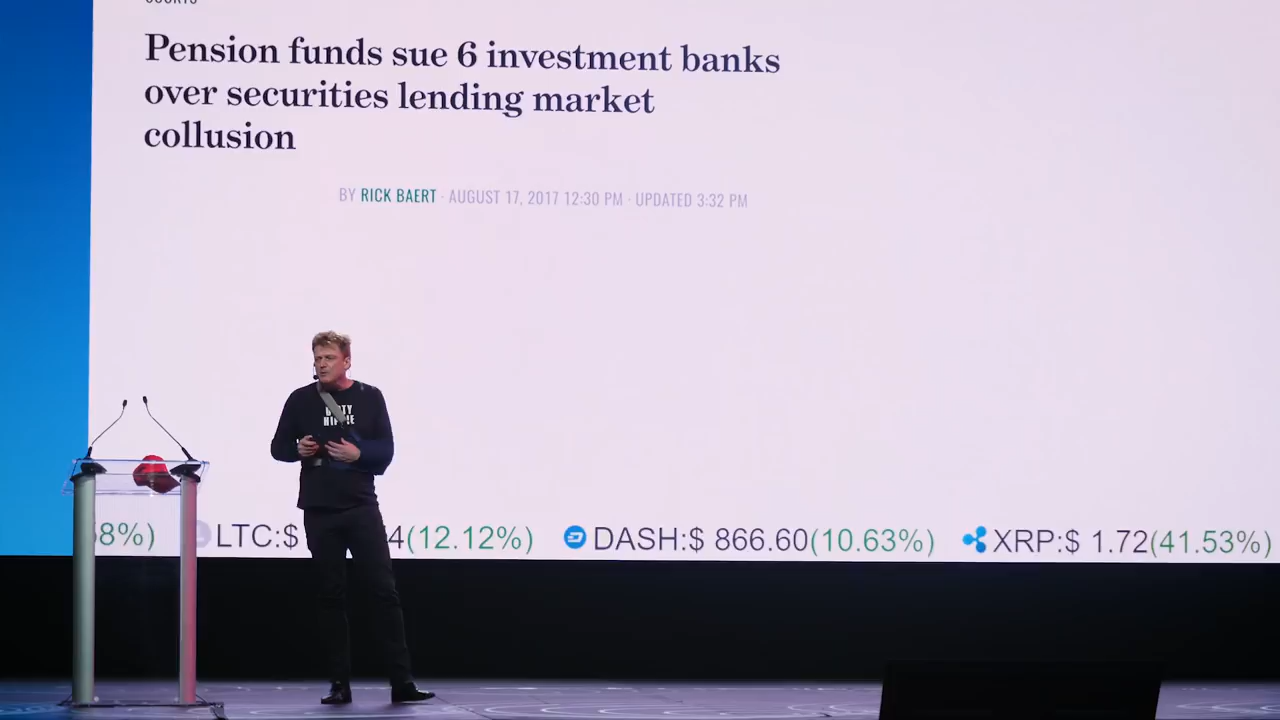 Pension funds sue 6 investment banks
over securities lending market
collusion
BY RICK BAERT · AUGUST 17, 2017 12:30 PM · UPDATED 3:32 PM
8%) LTC:$ 4(12.12%) DASH:$ 866.60(10.63%) XRP:$ 1.72(41.53%)